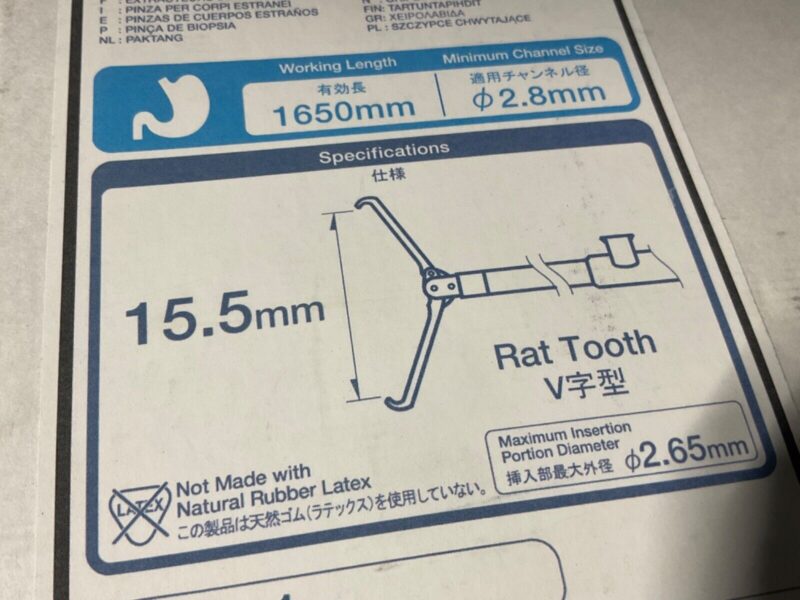 I : PINZA PER CORPI ESTRANEI
E : PINZAS DE CUERPOS ESTRAÑOS
P : PINÇA DE BIOPSIA
NL : PAKTANG
FIN: TARTUNTAPIHDIT
GR: ΧΕΙΡΟΛΑΒΙΔΑ
PL : SZCZYPCE CHWYTAJĄCE
Working Length
有効長
1650mm
Minimum Channel Size
適用チャンネル径
φ2.8mm
Specifications
仕様
15.5mm
Rat Tooth
V字型
Maximum Insertion
Portion Diameter
挿入部最大外径 φ2.65mm
LATEX
Not Made with
Natural Rubber Latex
この製品は天然ゴム(ラテックス)を使用していない。